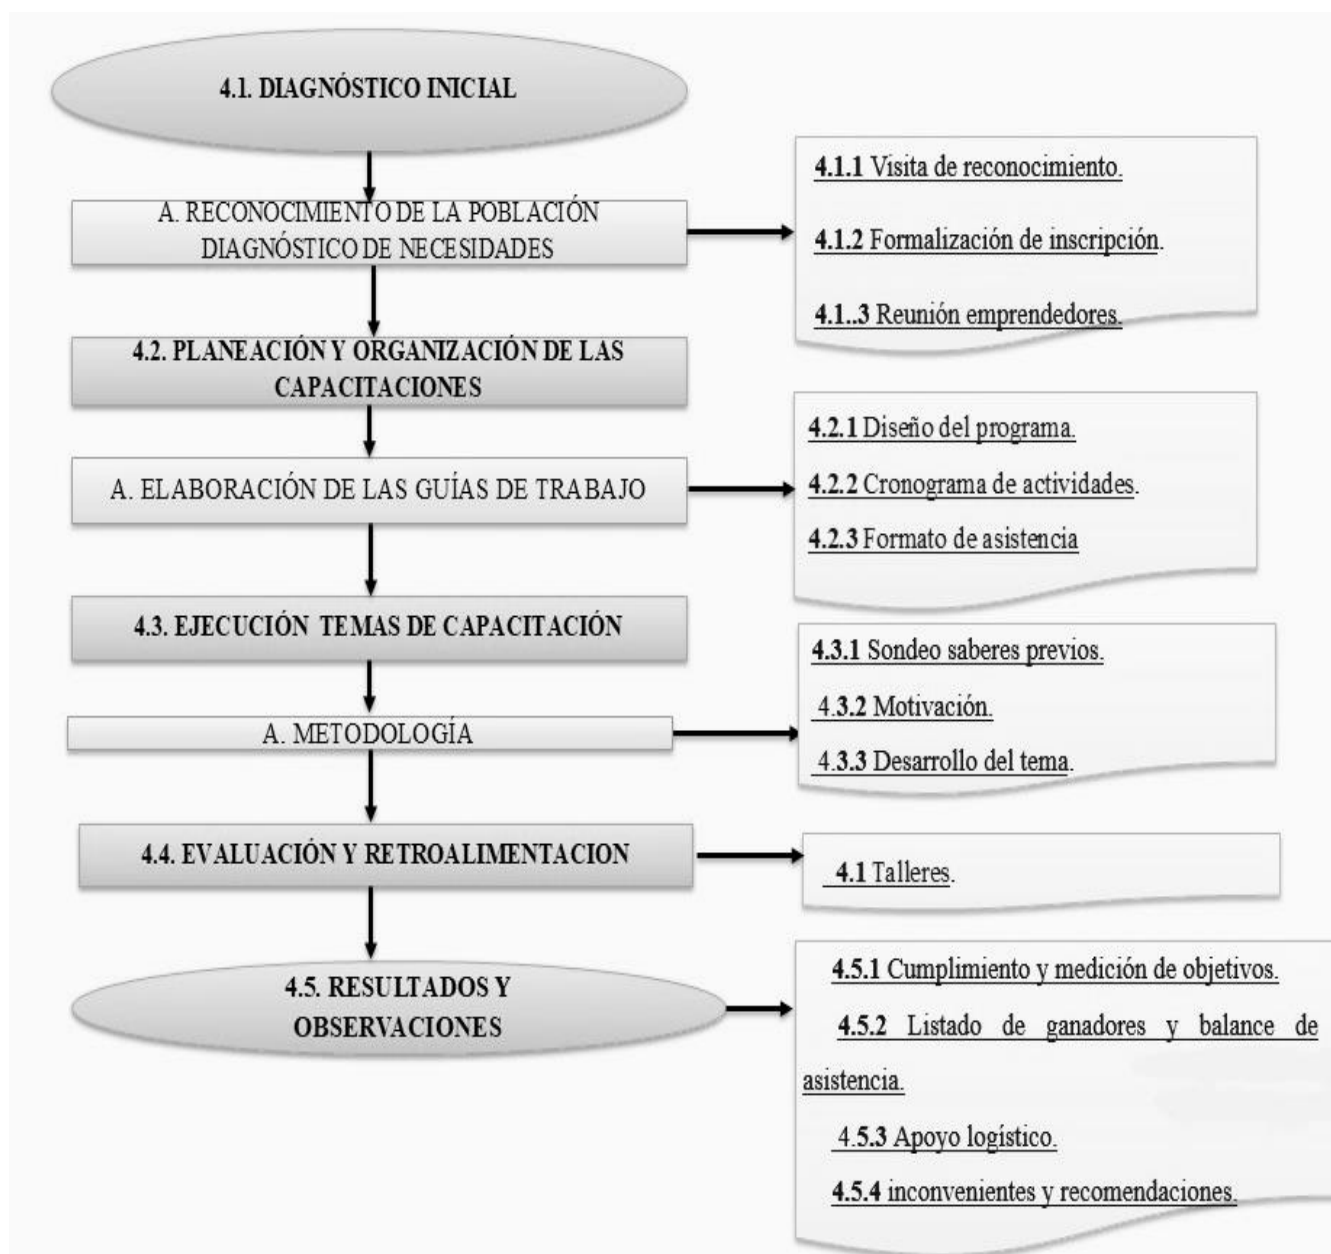 4.1. DIAGNÓSTICO INICIAL
A. RECONOCIMIENTO DE LA POBLACIÓN
DIAGNÓSTICO DE NECESIDADES
4.1.1 Visita de reconocimiento.
4.1.2 Formalización de inscripción.
4.1..3 Reunión emprendedores.
4.2. PLANEACIÓN Y ORGANIZACIÓN DE LAS
CAPACITACIONES
A. ELABORACIÓN DE LAS GUÍAS DE TRABAJO
4.2.1 Diseño del programa.
4.2.2 Cronograma de actividades.
4.2.3 Formato de asistencia
4.3. EJECUCIÓN TEMAS DE CAPACITACIÓN
A. METODOLOGÍA
4.3.1 Sondeo saberes previos.
4.3.2 Motivación.
4.3.3 Desarrollo del tema.
4.4. EVALUACIÓN Y RETROALIMENTACION
4.1 Talleres.
4.5. RESULTADOS Y
OBSERVACIONES
4.5.1 Cumplimiento y medición de objetivos.
4.5.2 Listado de ganadores y balance de
asistencia.
4.5.3 Apoyo logístico.
4.5.4 inconvenientes y recomendaciones.